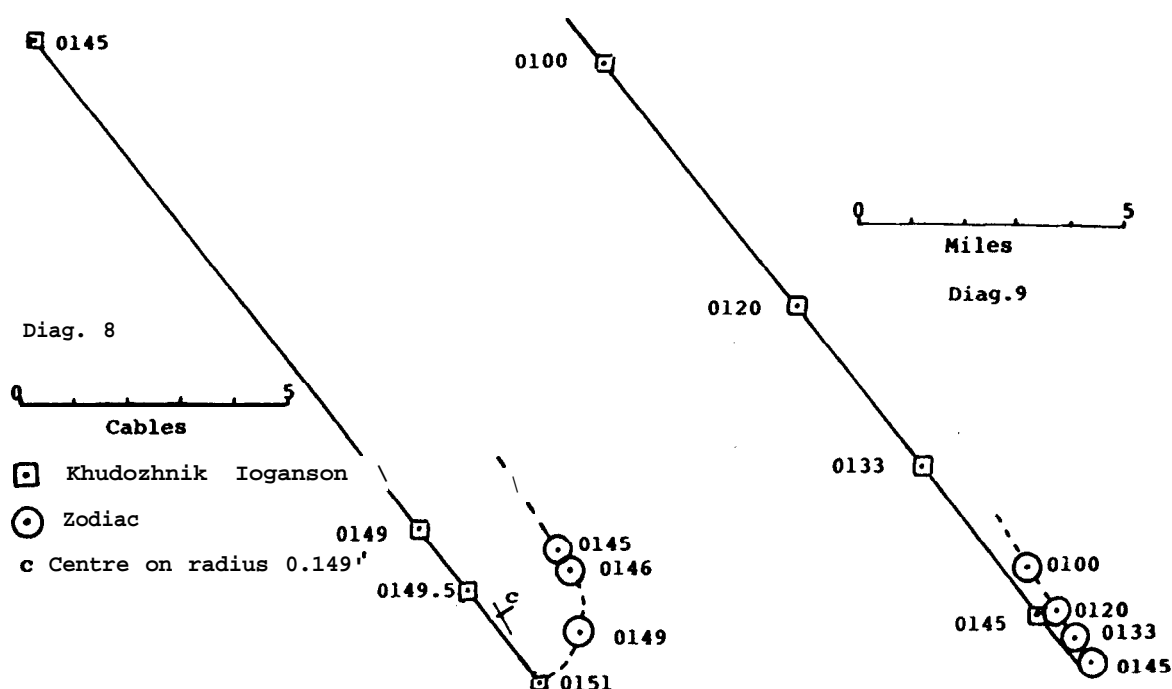 0145
Diag. 8
0 5
Cables
Khudozhnik Ioganson
Zodiac
c Centre on radius 0.149'
0149
0149.5
c
0151
0145
0146
0149
0100
0120
0133
0145
0 5
Miles
Diag.9
0100
0120
0133
0145